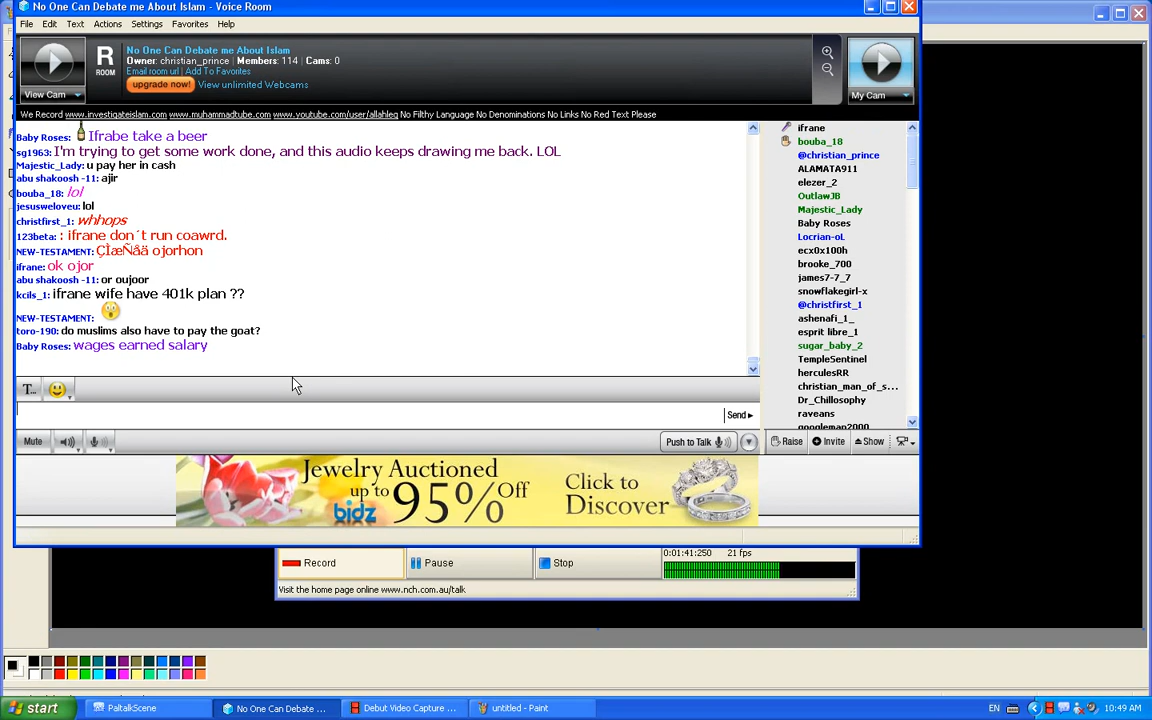 No One Can Debate me About Islam - Voice Room
File Edit Text Actions Settings Favorites Help
View Cam
R
ROOM
No One Can Debate me About Islam
Owner: christian_prince | Members: 114 | Cams: 0
Email room url | Add To Favorites
upgrade now! View unlimited Webcams
My Cam
We Record www.investigateislam.com www.muhammadtube.com www.youtube.com/user/allahleq No Filthy Language No Denominations No Links No Red Text Please
Baby Roses: Ifrabe take a beer
sg1963: I'm trying to get some work done, and this audio keeps drawing me back. LOL
Majestic_Lady: u pay her in cash
abu shakoosh -11: ajir
bouba_18: lol
jesusweloveu: lol
christfirst_1: whhops
123beta: : ifrane don´t run coawrd.
NEW-TESTAMENT: ÇÌæÑåä ojorhon
ifrane: ok ojor
abu shakoosh -11: or oujoor
kcils_1: ifrane wife have 401k plan ??
NEW-TESTAMENT:
toro-190: do muslims also have to pay the goat?
Baby Roses: wages earned salary
ifrane
bouba_18
@christian_prince
ALAMATA911
elezer_2
OutlawJB
Majestic_Lady
Baby Roses
Locrian-oL
ecx0x100h
brooke_700
james7-7_7
snowflakegirl-x
@christfirst_1
ashenafi_1_
esprit libre_1
sugar_baby_2
TempleSentinel
herculesRR
christian_man_of_s...
Dr_Chillosophy
raveans
googleman2000
T...
Send
Mute
Push to Talk
Raise Invite Show
Jewelry Auctioned
up to 95% Off
bidz
Click to
Discover
Record Pause Stop
0:01:41:250 21 fps
Visit the home page online www.nch.com.au/talk
start PaltalkScene No One Can Debate ... Debut Video Capture ... untitled - Paint EN 10:49 AM